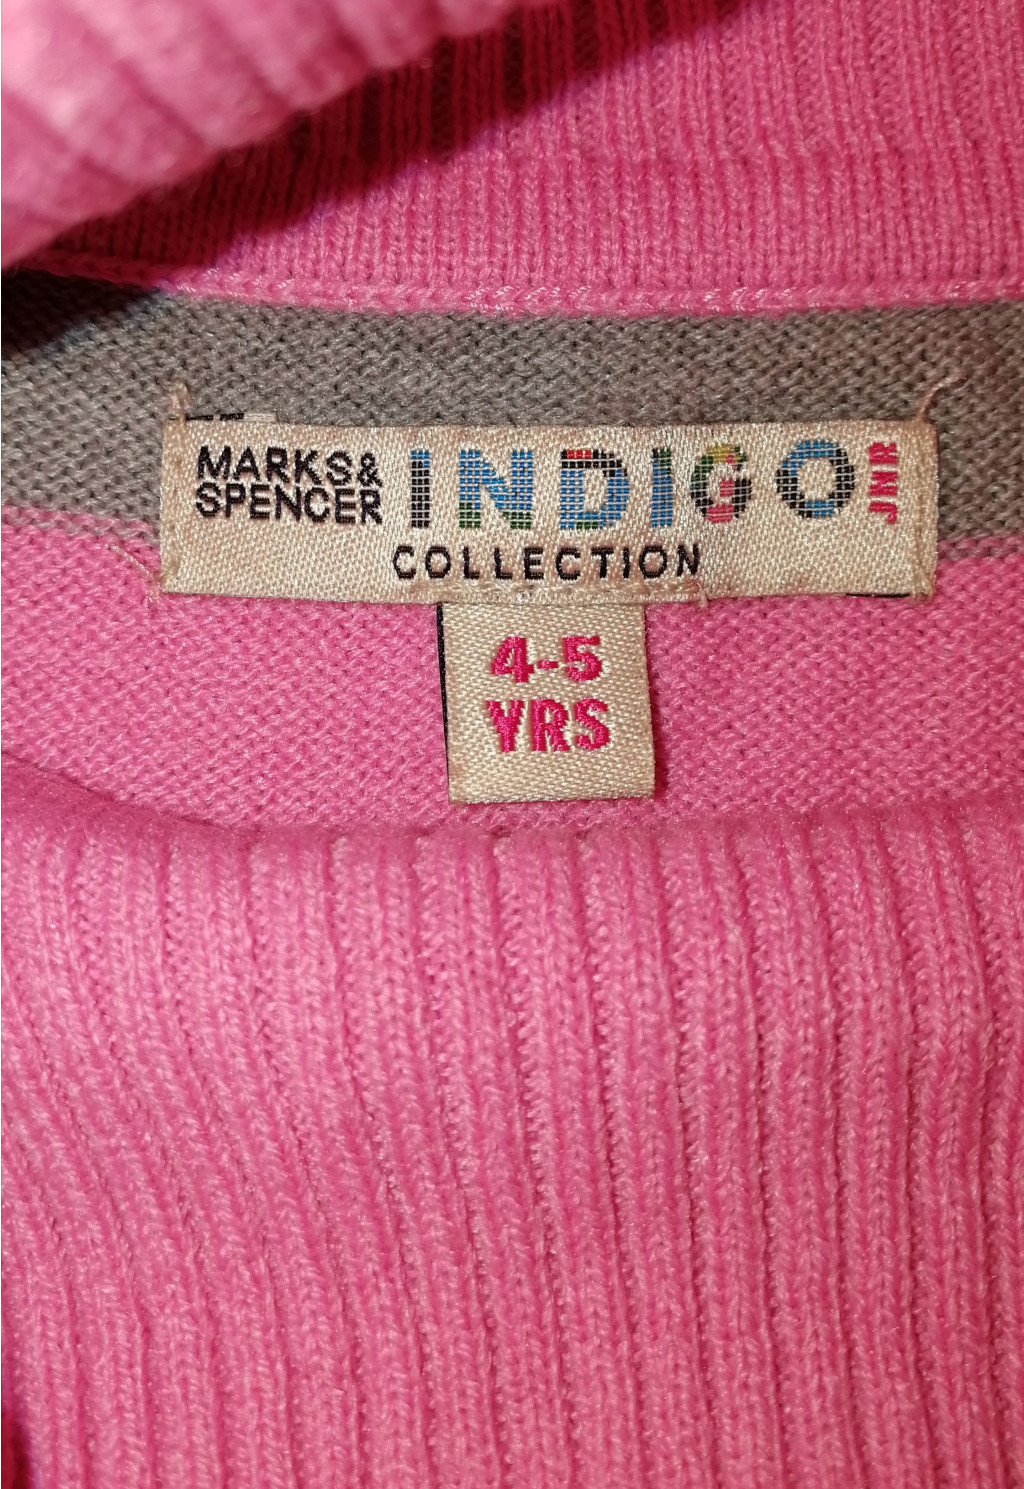 MARKS&
SPENCER
INDIGO
JNR
COLLECTION
4-5
YRS